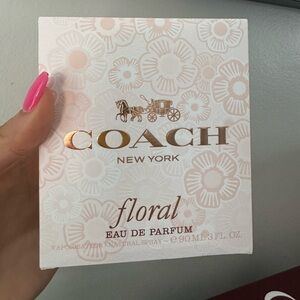 COACH
NEW YORK
floral
EAU DE PARFUM
VAPORISATEUR NATURAL SPRAY ~ ℮ 90 ML 3 FL. OZ